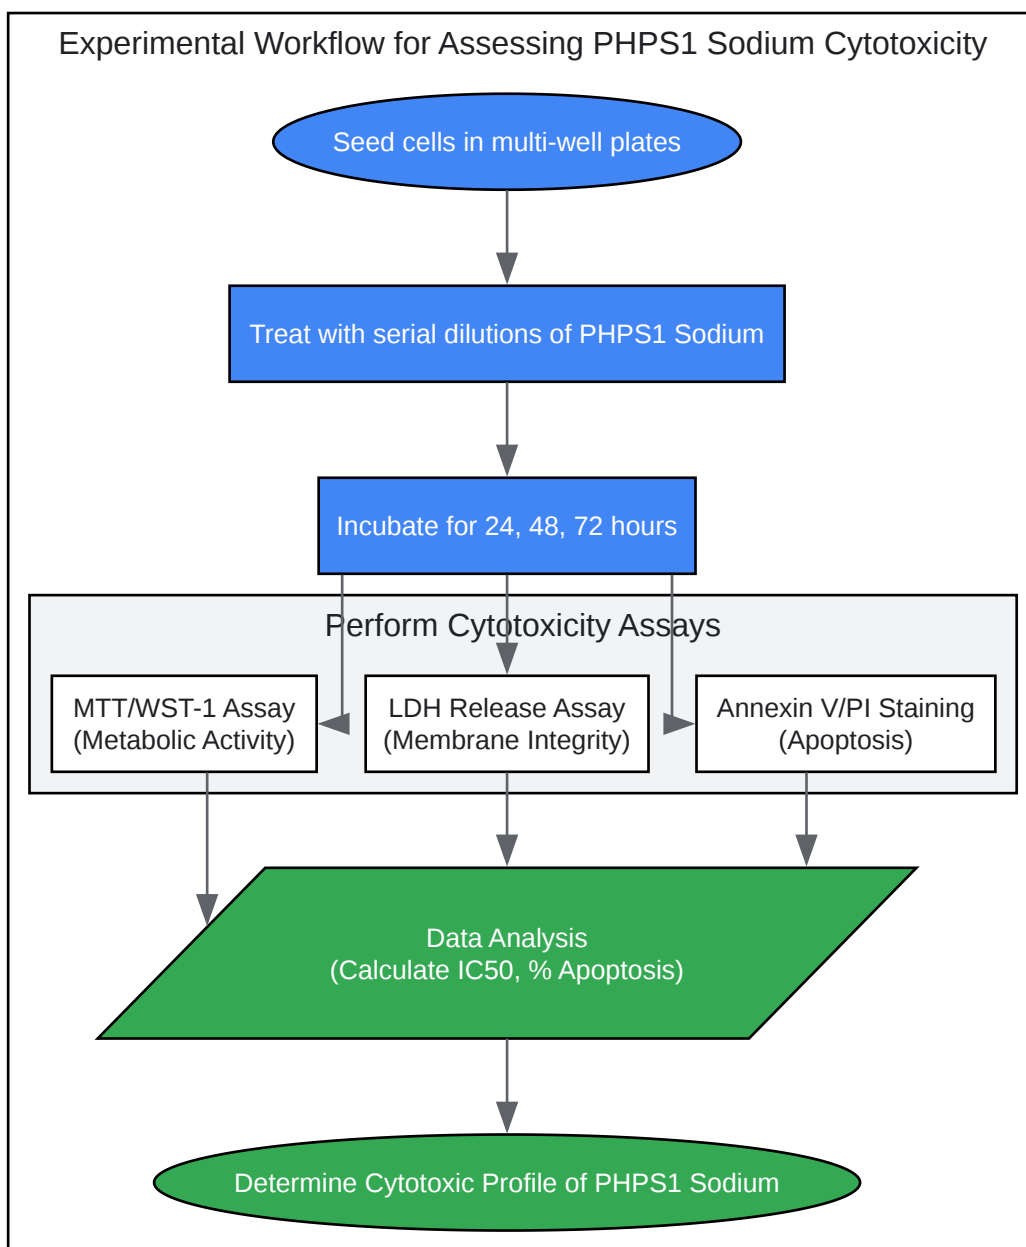 Experimental Workflow for Assessing PHPS1 Sodium Cytotoxicity
Seed cells in multi-well plates
Treat with serial dilutions of PHPS1 Sodium
Incubate for 24, 48, 72 hours
Perform Cytotoxicity Assays
MTT/WST-1 Assay
(Metabolic Activity)
LDH Release Assay
(Membrane Integrity)
Annexin V/PI Staining
(Apoptosis)
Data Analysis
(Calculate IC50, % Apoptosis)
Determine Cytotoxic Profile of PHPS1 Sodium